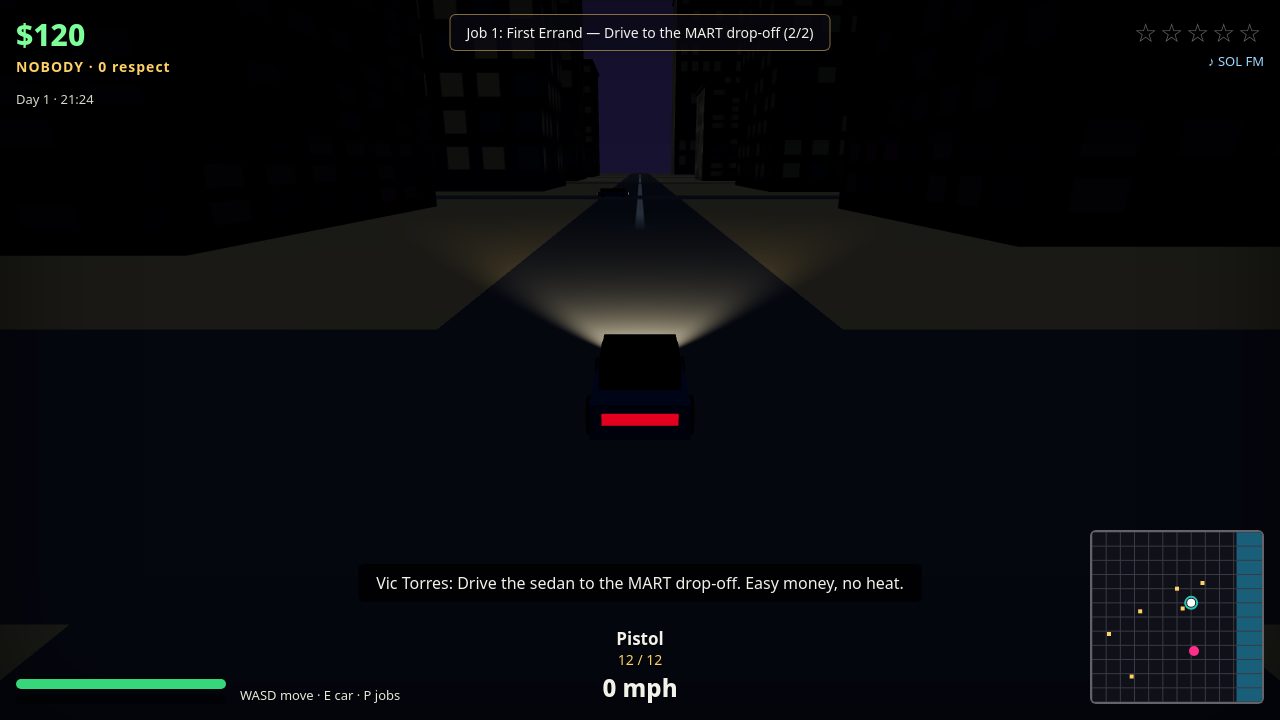 $120
NOBODY · 0 respect
Day 1 · 21:24
Job 1: First Errand — Drive to the MART drop-off (2/2)
☆☆☆☆☆
♪ SOL FM
Vic Torres: Drive the sedan to the MART drop-off. Easy money, no heat.
Pistol
12 / 12
0 mph
WASD move · E car · P jobs